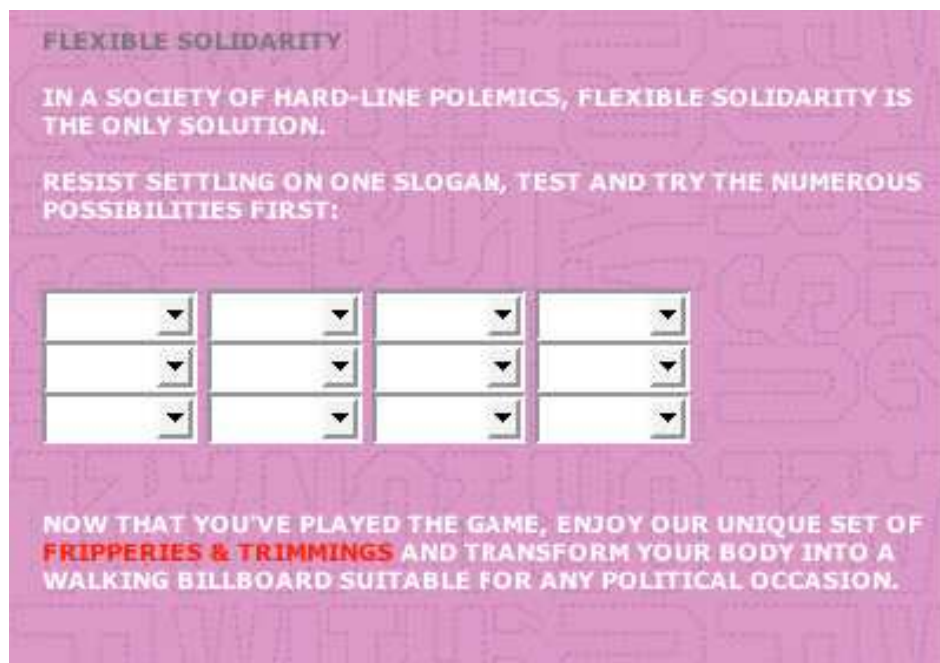 FLEXIBLE SOLIDARITY
IN A SOCIETY OF HARD-LINE POLEMICS, FLEXIBLE SOLIDARITY IS
THE ONLY SOLUTION.
RESIST SETTLING ON ONE SLOGAN, TEST AND TRY THE NUMEROUS
POSSIBILITIES FIRST:
NOW THAT YOU'VE PLAYED THE GAME, ENJOY OUR UNIQUE SET OF
FRIPPERIES & TRIMMINGS AND TRANSFORM YOUR BODY INTO A
WALKING BILLBOARD SUITABLE FOR ANY POLITICAL OCCASION.